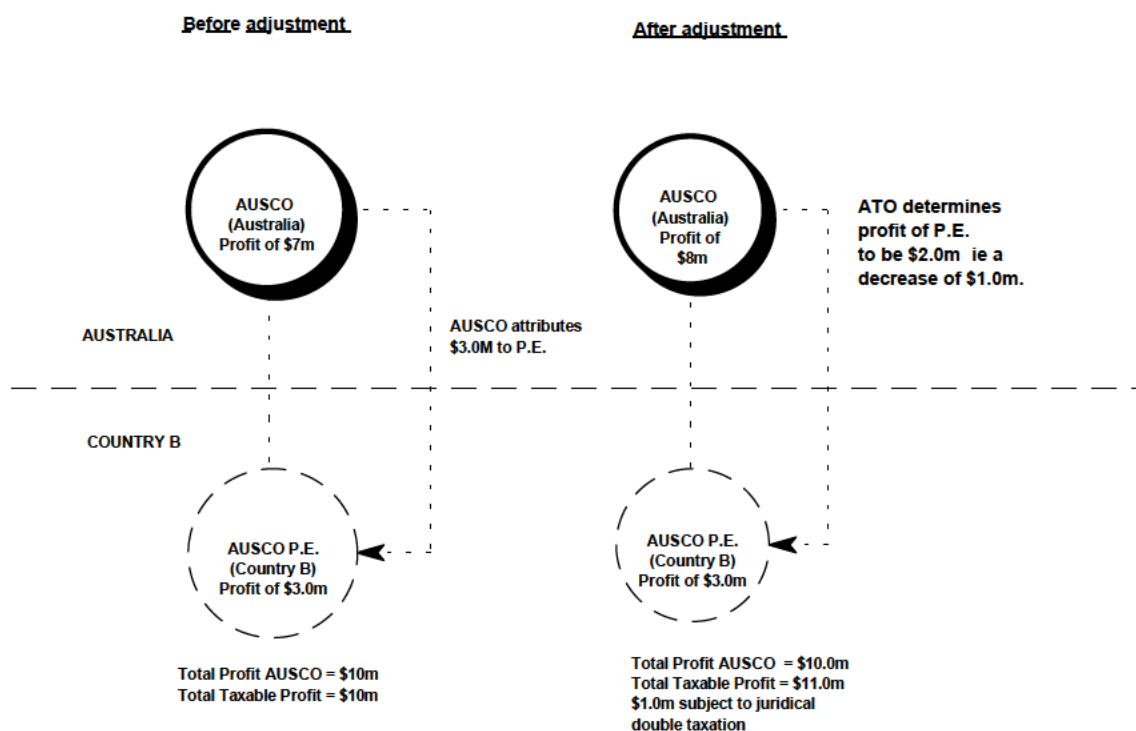 Before adjustment
After adjustment
AUSCO
(Australia)
Profit of $7m
AUSCO
(Australia)
Profit of
$8m
ATO determines
profit of P.E.
to be $2.0m ie a
decrease of $1.0m.
AUSTRALIA
AUSCO attributes
$3.0M to P.E.
COUNTRY B
AUSCO P.E.
(Country B)
Profit of $3.0m
AUSCO P.E.
(Country B)
Profit of $3.0m
Total Profit AUSCO = $10m
Total Taxable Profit = $10m
Total Profit AUSCO = $10.0m
Total Taxable Profit = $11.0m
$1.0m subject to juridical
double taxation